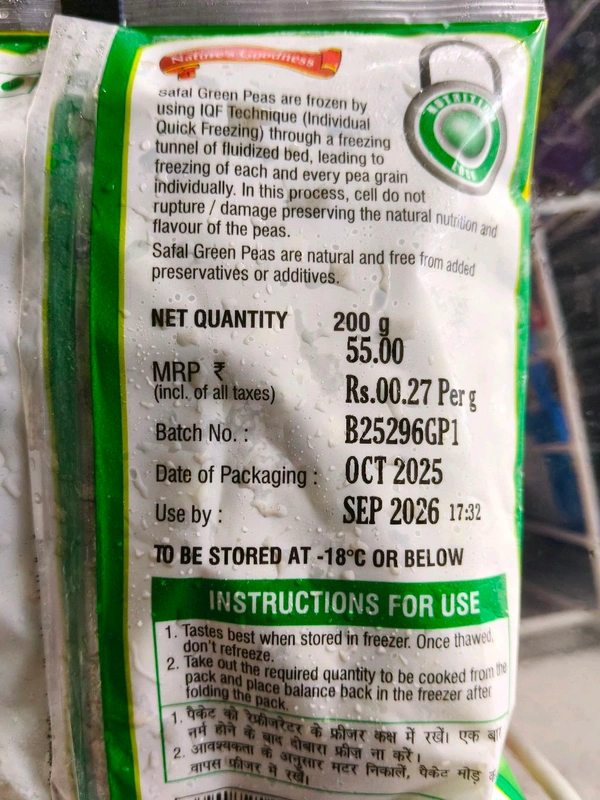 Nature's Goodness
NUTRITION
LOCK
Safal Green Peas are frozen by
using IQF Technique (Individual
Quick Freezing) through a freezing
tunnel of fluidized bed, leading to
freezing of each and every pea grain
individually. In this process, cell do not
rupture / damage preserving the natural nutrition and
flavour of the peas.
Safal Green Peas are natural and free from added
preservatives or additives.
NET QUANTITY 200 g
55.00
MRP ₹
(incl. of all taxes) Rs.00.27 Per g
Batch No. : B25296GP1
Date of Packaging : OCT 2025
Use by : SEP 2026 17:32
TO BE STORED AT -18°C OR BELOW
INSTRUCTIONS FOR USE
1. Tastes best when stored in freezer. Once thawed,
don't refreeze.
2. Take out the required quantity to be cooked from the
pack and place balance back in the freezer after
folding the pack.
1. पैकेट को रेफ्रीजरेटर के फ्रीजर कक्ष में रखें। एक बार
नर्म होने के बाद दोबारा फ्रीज़ ना करें।
2. आवश्यकता के अनुसार मटर निकालें, पैकेट मोड़
वापस फ्रीजर में रखें।